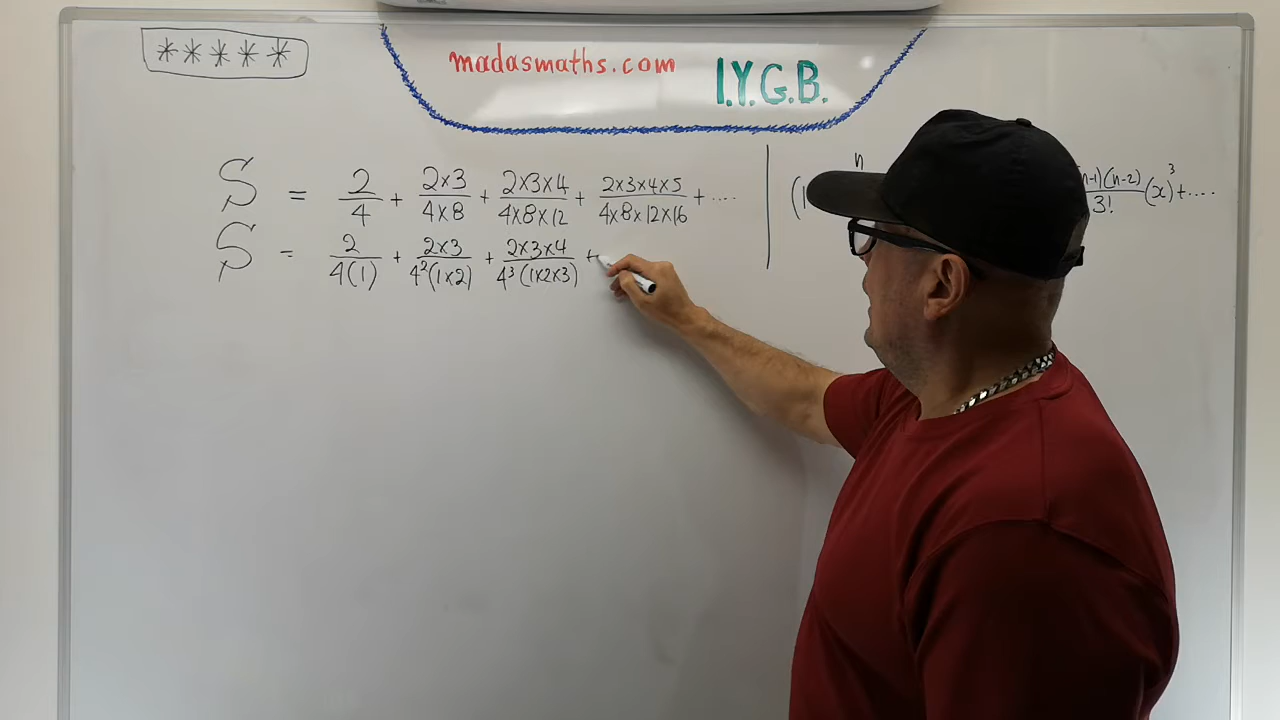 *****
madasmaths.com I.Y.G.B.
S = 2/4 + 2×3/4×8 + 2×3×4/4×8×12 + 2×3×4×5/4×8×12×16 + ....
S = 2/4(1) + 2×3/4²(1×2) + 2×3×4/4³(1×2×3) +
n
(1 n-1)(n-2)/3! (x)³ + ....